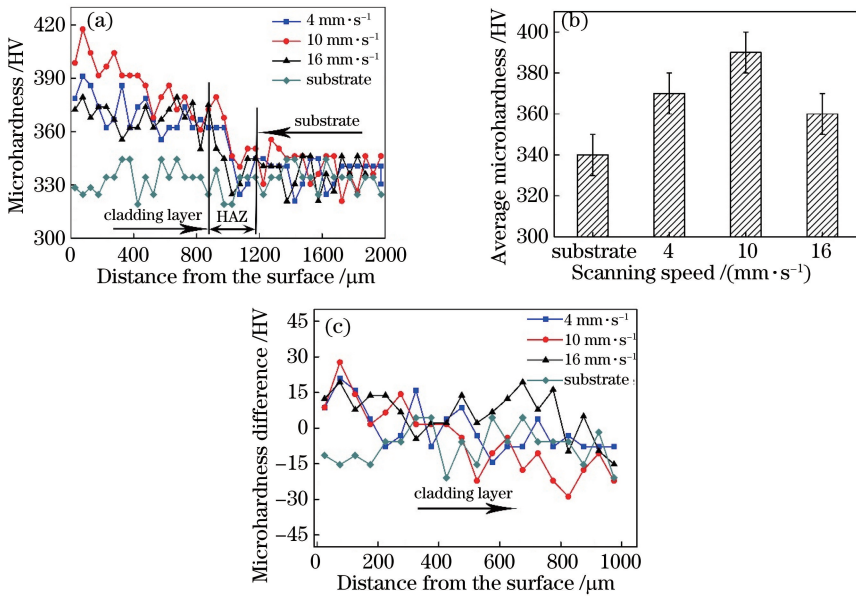 (a)
4 mm·s⁻¹
10 mm·s⁻¹
16 mm·s⁻¹
substrate
substrate
cladding layer
HAZ
Microhardness /HV
420
390
360
330
300
0 400 800 1200 1600 2000
Distance from the surface /μm
(b)
Average microhardness /HV
400
380
360
340
320
300
substrate 4 10 16
Scanning speed /(mm·s⁻¹)
(c)
4 mm·s⁻¹
10 mm·s⁻¹
16 mm·s⁻¹
substrate
cladding layer
Microhardness difference /HV
45
30
15
0
−15
−30
−45
0 200 400 600 800 1000
Distance from the surface /μm